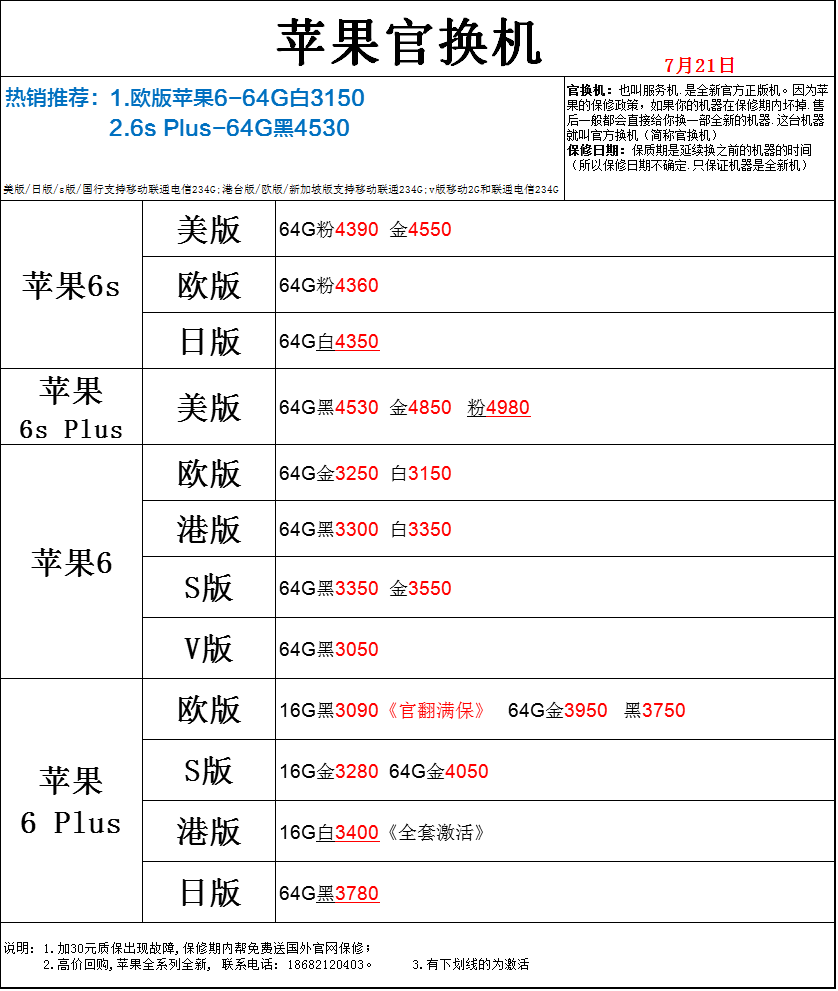 苹果官换机
7月21日
热销推荐：1.欧版苹果6-64G白3150
2.6s Plus-64G黑4530
美版/日版/s版/国行支持移动联通电信234G;港台版/欧版/新加坡版支持移动联通234G;v版移动2G和联通电信234G
官换机：也叫服务机.是全新官方正版机。因为苹
果的保修政策，如果你的机器在保修期内坏掉.售
后一般都会直接给你换一部全新的机器.这台机器
就叫官方换机（简称官换机）
保修日期：保质期是延续换之前的机器的时间
（所以保修日期不确定.只保证机器是全新机）
苹果6s
美版
64G粉4390 金4550
欧版
64G粉4360
日版
64G白4350
苹果
6s Plus
美版
64G黑4530 金4850 粉4980
苹果6
欧版
64G金3250 白3150
港版
64G黑3300 白3350
S版
64G黑3350 金3550
V版
64G黑3050
苹果
6 Plus
欧版
16G黑3090《官翻满保》 64G金3950 黑3750
S版
16G金3280 64G金4050
港版
16G白3400《全套激活》
日版
64G黑3780
说明：1.加30元质保出现故障,保修期内帮免费送国外官网保修；
2.高价回购,苹果全系列全新, 联系电话：18682120403。 3.有下划线的为激活